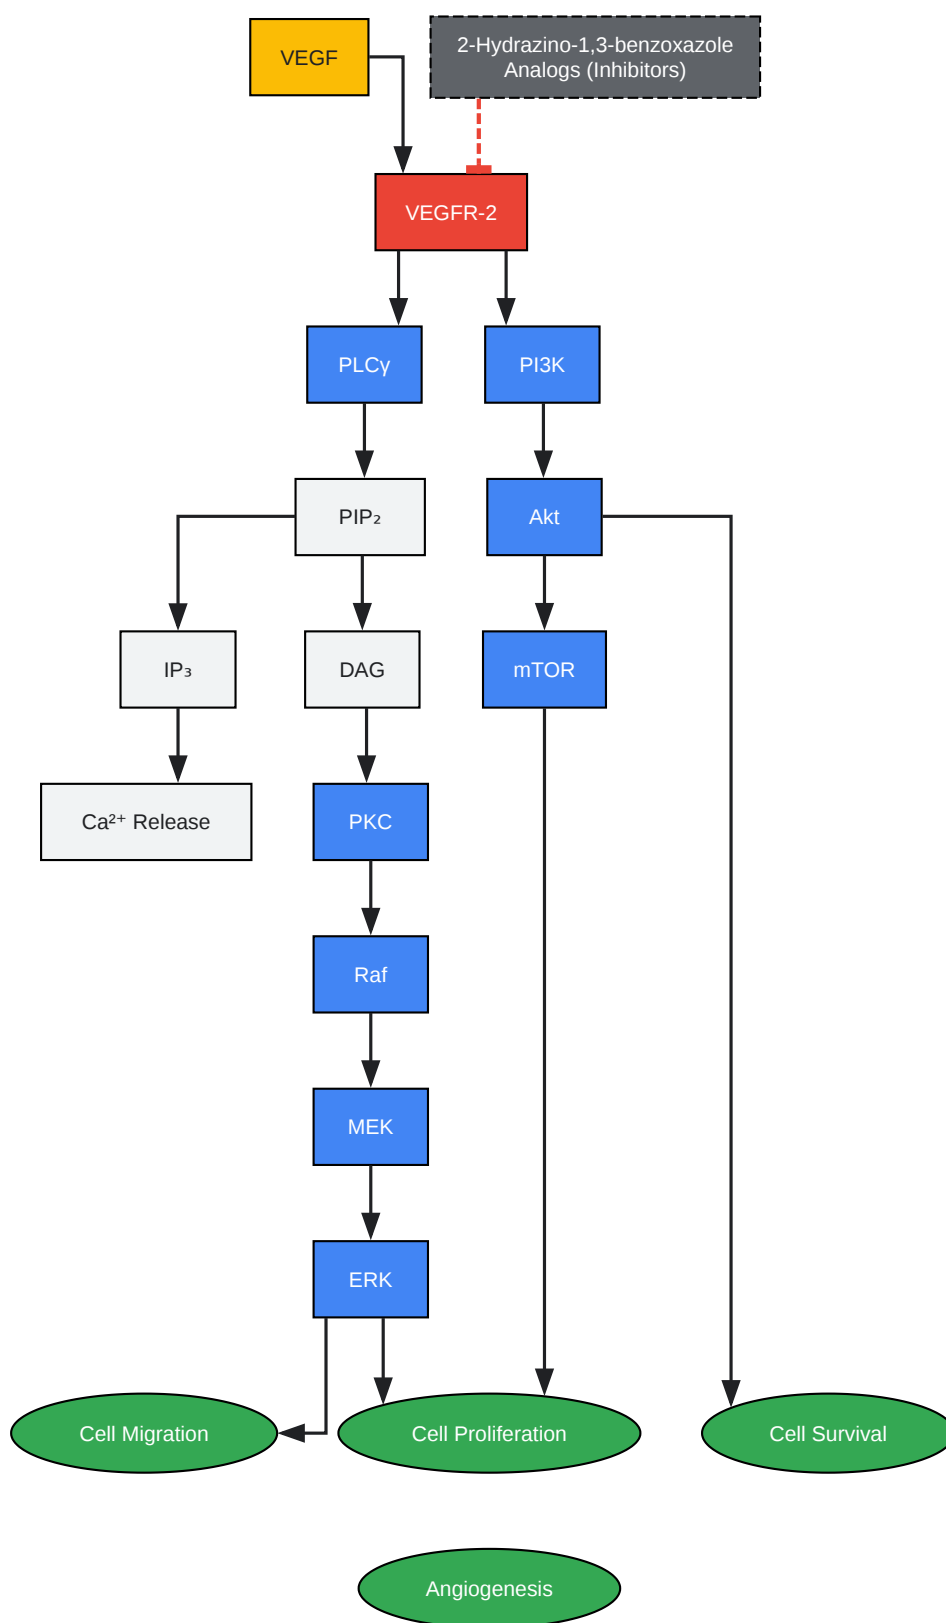 VEGF
2-Hydrazino-1,3-benzoxazole
Analogs (Inhibitors)
VEGFR-2
PLCγ
PI3K
PIP₂
Akt
IP₃
DAG
mTOR
Ca²⁺ Release
PKC
Raf
MEK
ERK
Cell Migration
Cell Proliferation
Cell Survival
Angiogenesis